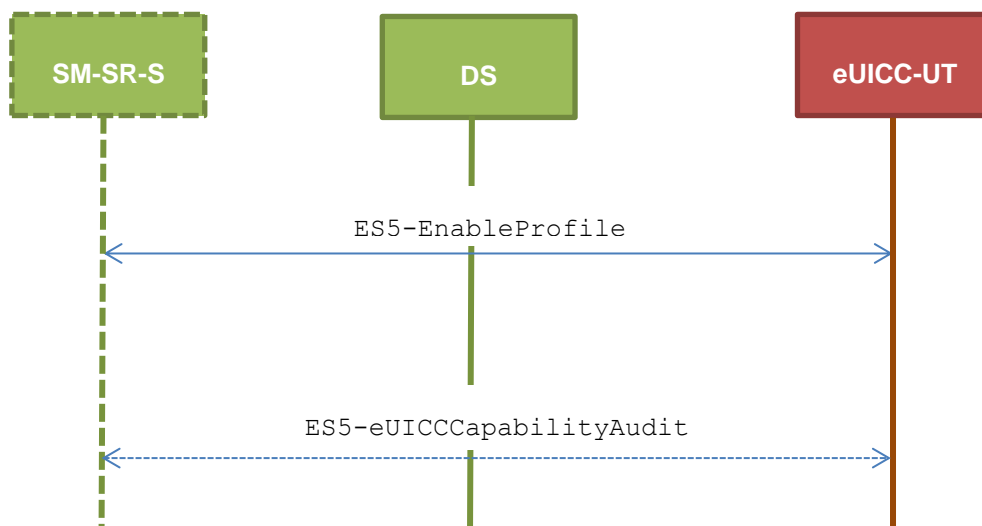 SM-SR-S
DS
eUICC-UT
ES5-EnableProfile
ES5-eUICCCapabilityAudit